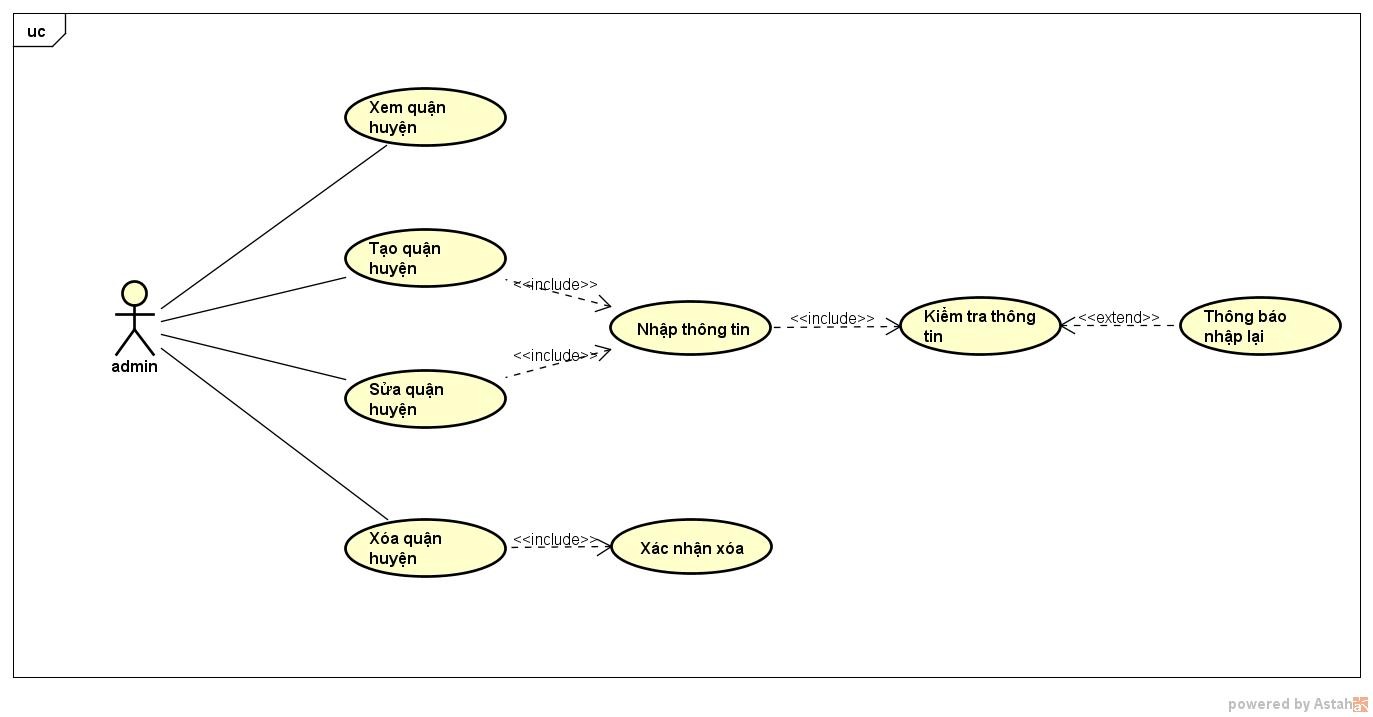 uc
Xem quận
huyện
Tạo quận
huyện
<<include>>
admin
Nhập thông tin
<<include>>
Kiểm tra thông
tin
<<extend>>
Thông báo
nhập lại
<<include>>
Sửa quận
huyện
Xóa quận
huyện
<<include>>
Xác nhận xóa
powered by Astah